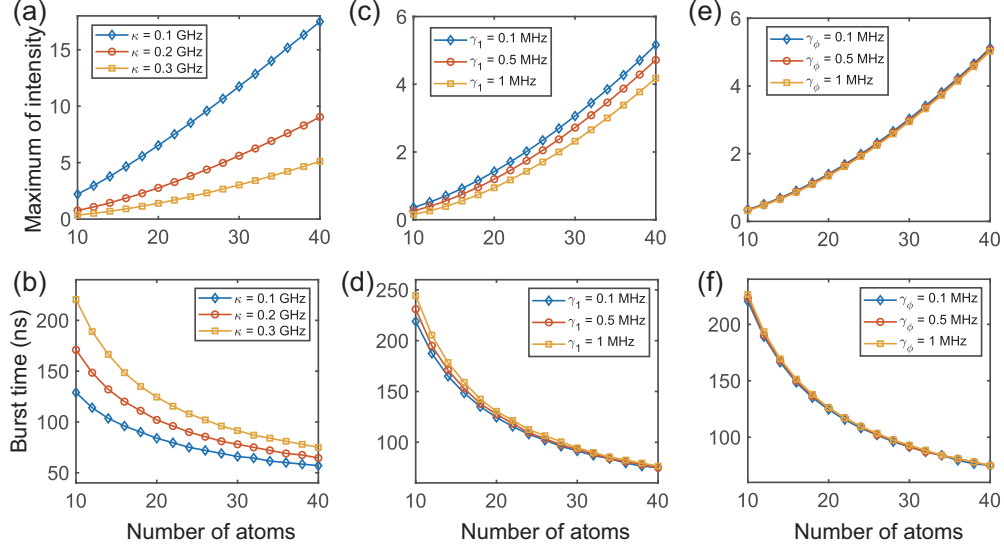 (a)
Maximum of intensity
15
10
5
0
10
20
30
40
κ = 0.1 GHz
κ = 0.2 GHz
κ = 0.3 GHz
(c)
6
4
2
0
10
20
30
40
γ₁ = 0.1 MHz
γ₁ = 0.5 MHz
γ₁ = 1 MHz
(e)
6
4
2
0
10
20
30
40
γ_ϕ = 0.1 MHz
γ_ϕ = 0.5 MHz
γ_ϕ = 1 MHz
(b)
Burst time (ns)
200
150
100
50
10
20
30
40
κ = 0.1 GHz
κ = 0.2 GHz
κ = 0.3 GHz
Number of atoms
(d)
250
200
150
100
10
20
30
40
γ₁ = 0.1 MHz
γ₁ = 0.5 MHz
γ₁ = 1 MHz
Number of atoms
(f)
200
150
100
10
20
30
40
γ_ϕ = 0.1 MHz
γ_ϕ = 0.5 MHz
γ_ϕ = 1 MHz
Number of atoms